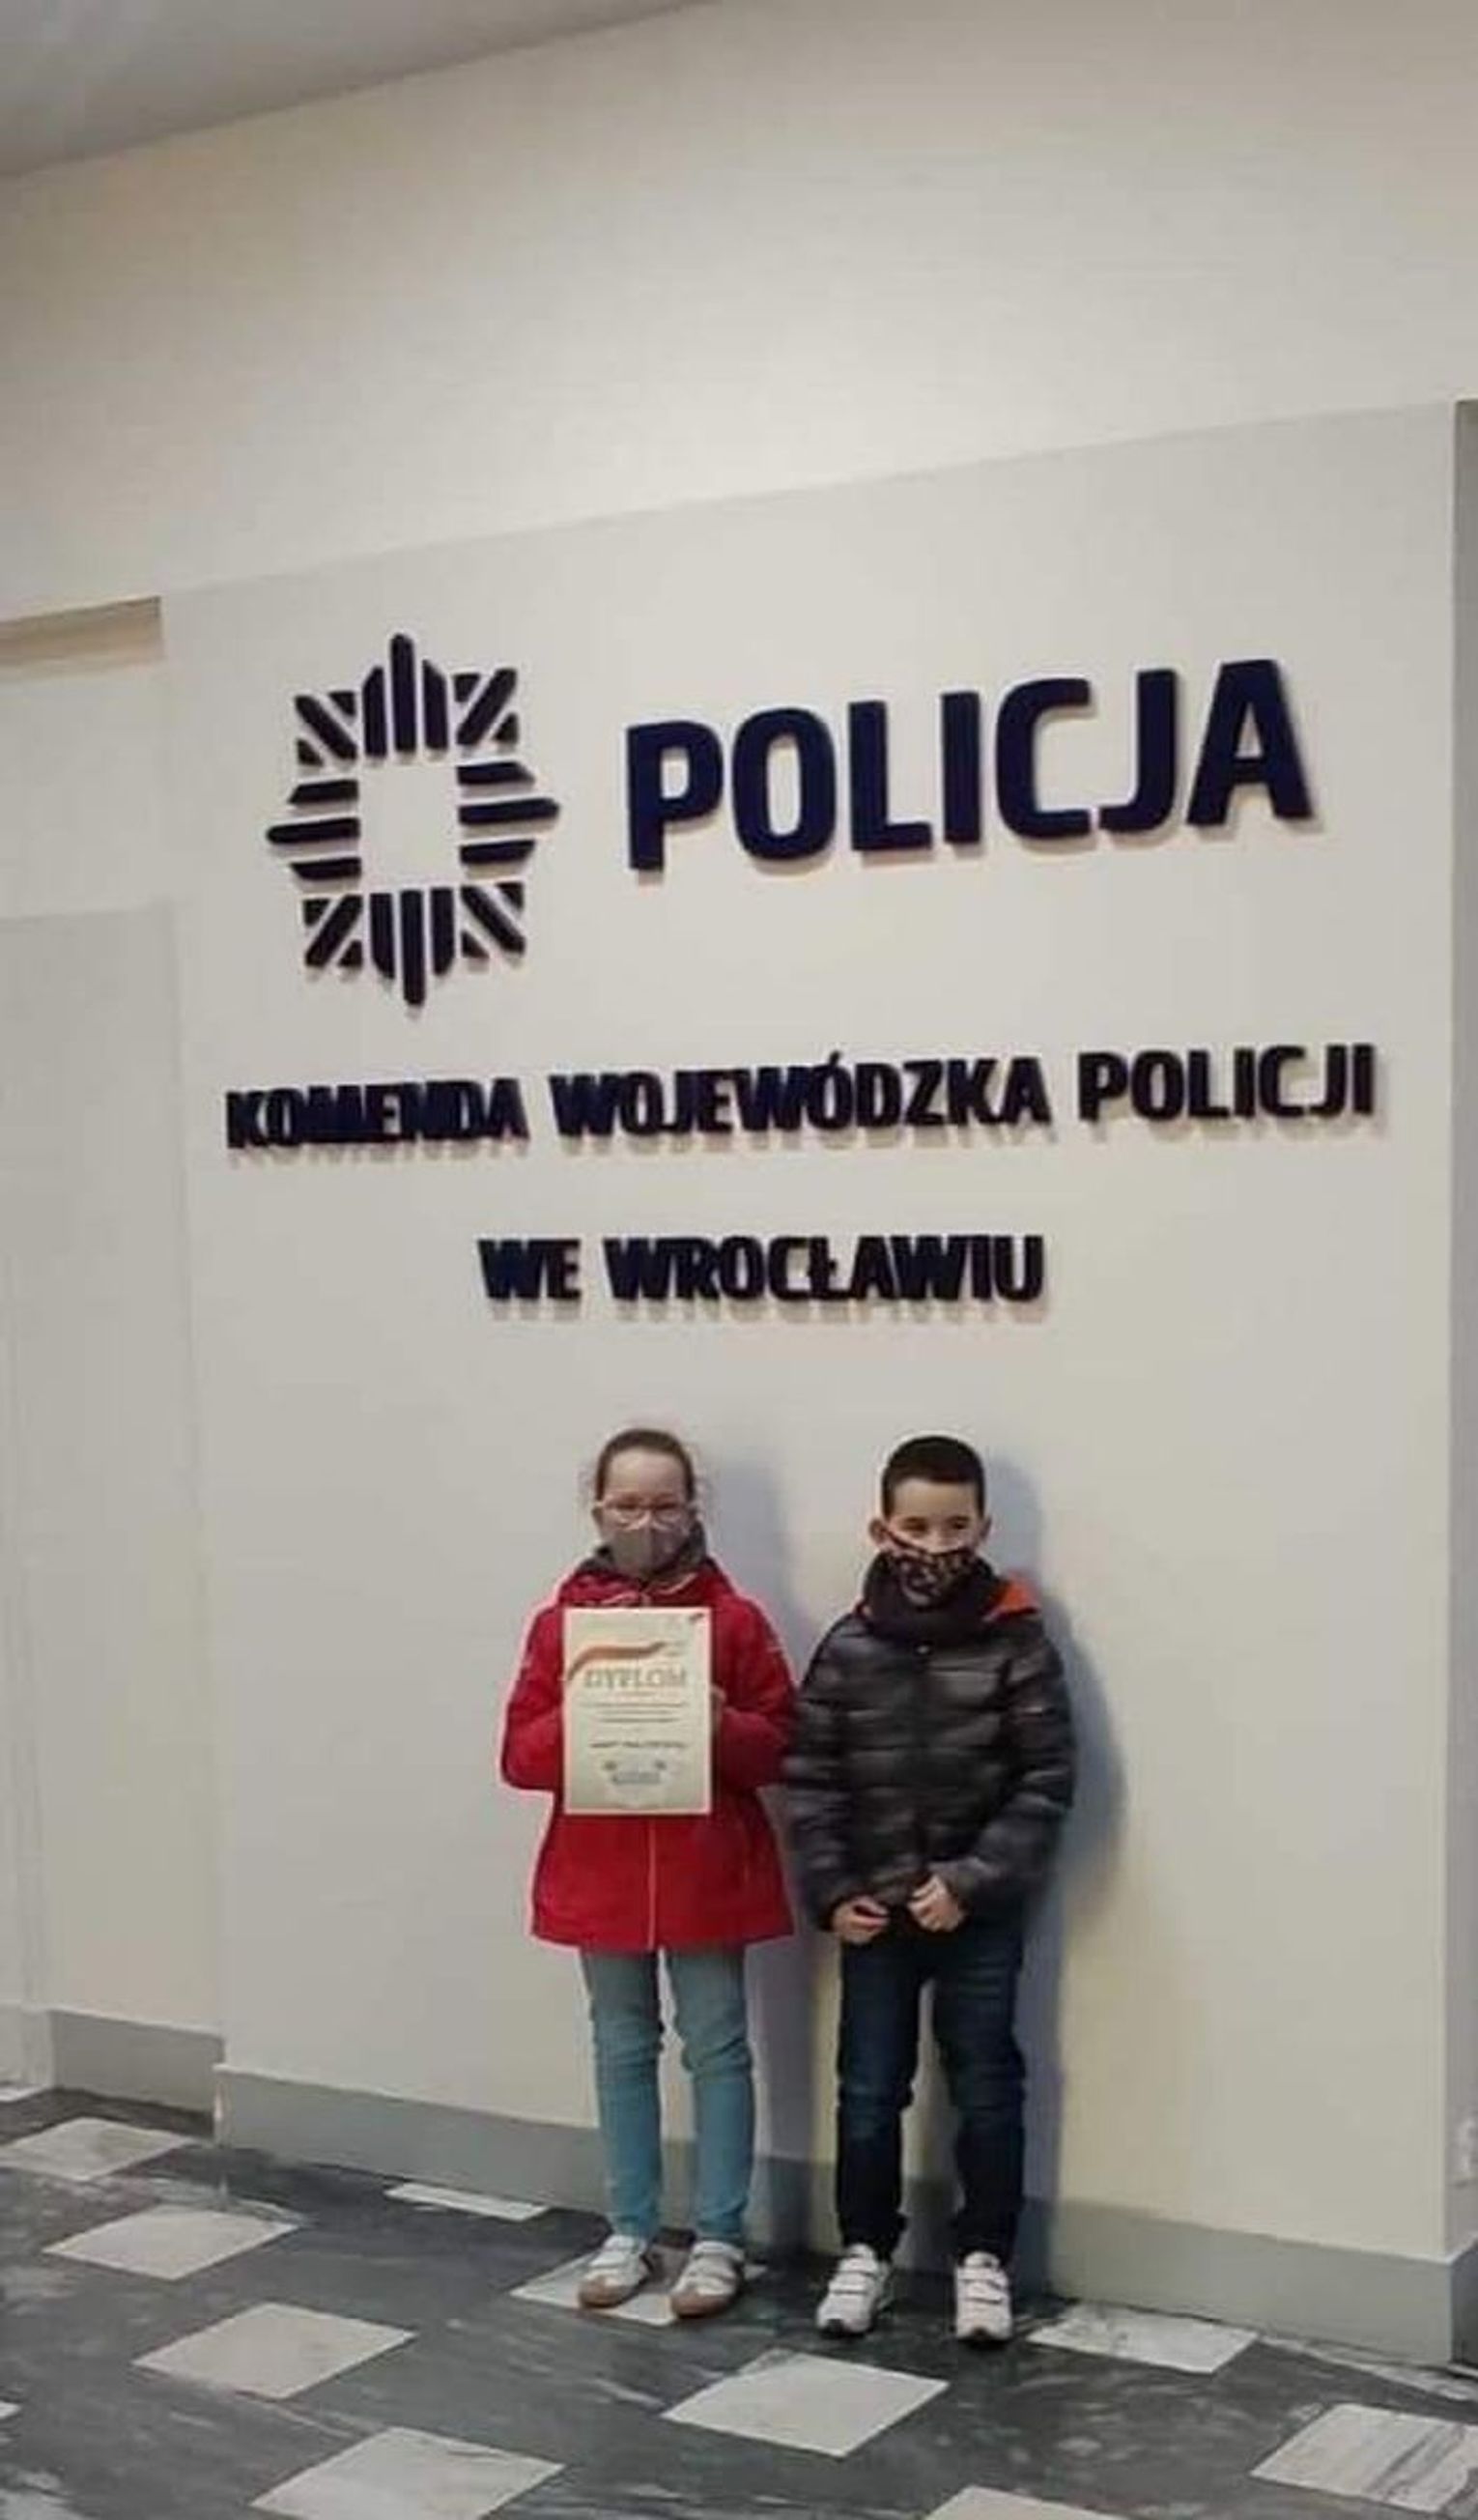 POLICJA
KOMENDA WOJEWÓDZKA POLICJI
WE WROCŁAWIU
DYPLOM